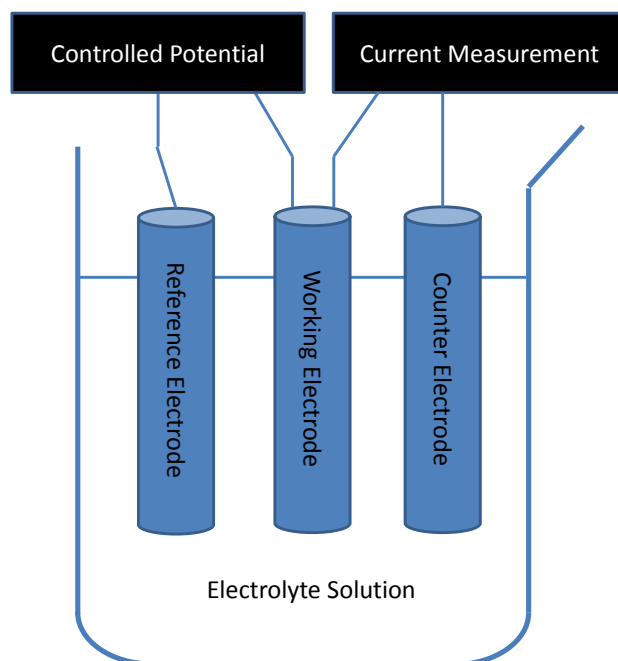 Controlled Potential
Current Measurement
Reference Electrode
Working Electrode
Counter Electrode
Electrolyte Solution